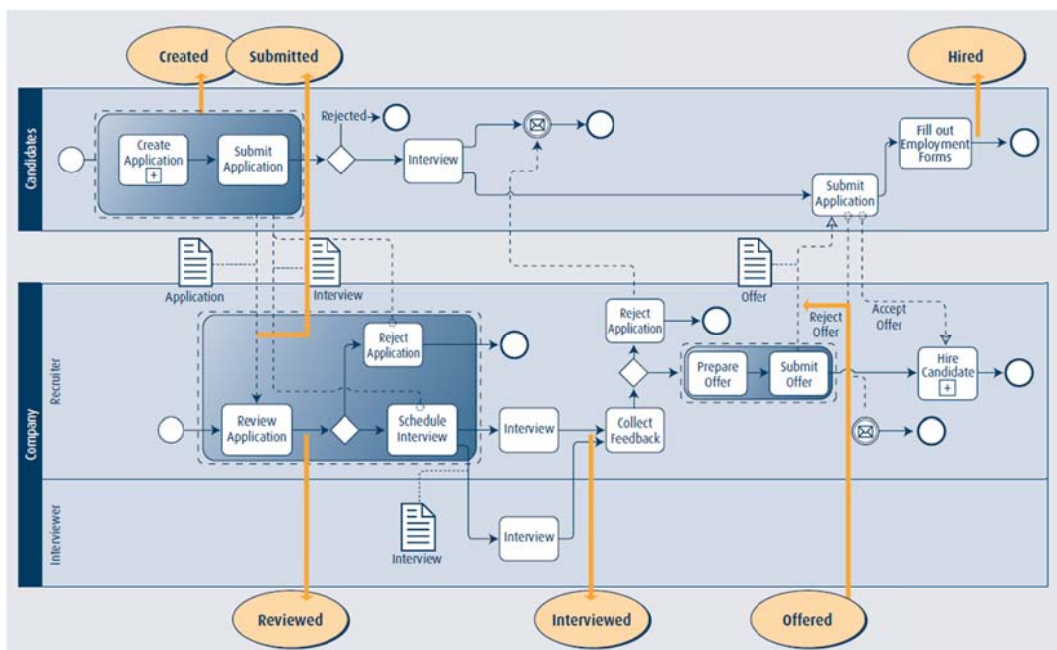 Created
Submitted
Hired
Candidates
Create
Application
Submit
Application
Rejected
Interview
Fill out
Employment
Forms
Submit
Application
Application
Interview
Offer
Company
Recruiter
Reject
Application
Review
Application
Schedule
Interview
Interview
Reject
Application
Collect
Feedback
Prepare
Offer
Submit
Offer
Reject
Offer
Accept
Offer
Hire
Candidate
Interviewer
Interview
Interview
Reviewed
Interviewed
Offered